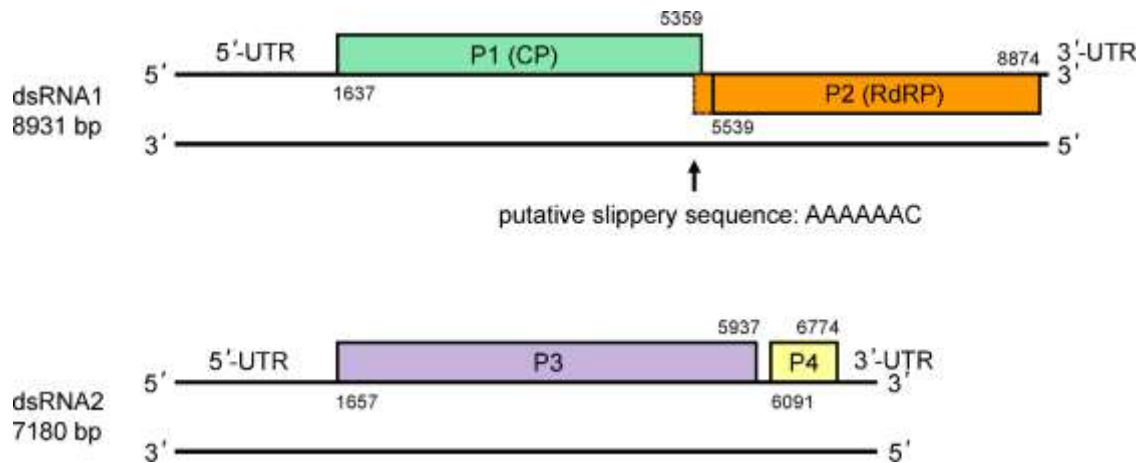 5359
5′-UTR
P1 (CP)
8874
3′-UTR
5′
3′
1637
P2 (RdRP)
dsRNA1
8931 bp
5539
3′
5′
putative slippery sequence: AAAAAAC
5937
6774
5′-UTR
P3
P4
3′-UTR
5′
3′
1657
6091
dsRNA2
7180 bp
3′
5′